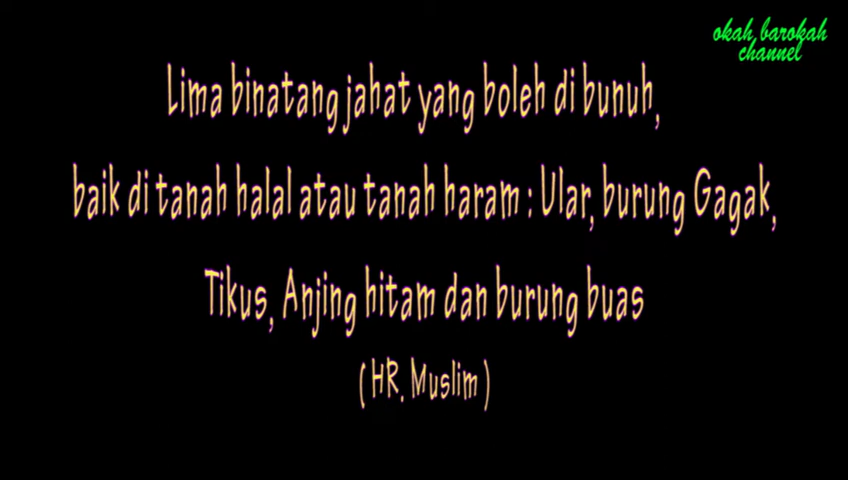 okah barokah
channel
Lima binatang jahat yang boleh di bunuh,
baik di tanah halal atau tanah haram : Ular, burung Gagak,
Tikus, Anjing hitam dan burung buas
( HR. Muslim )